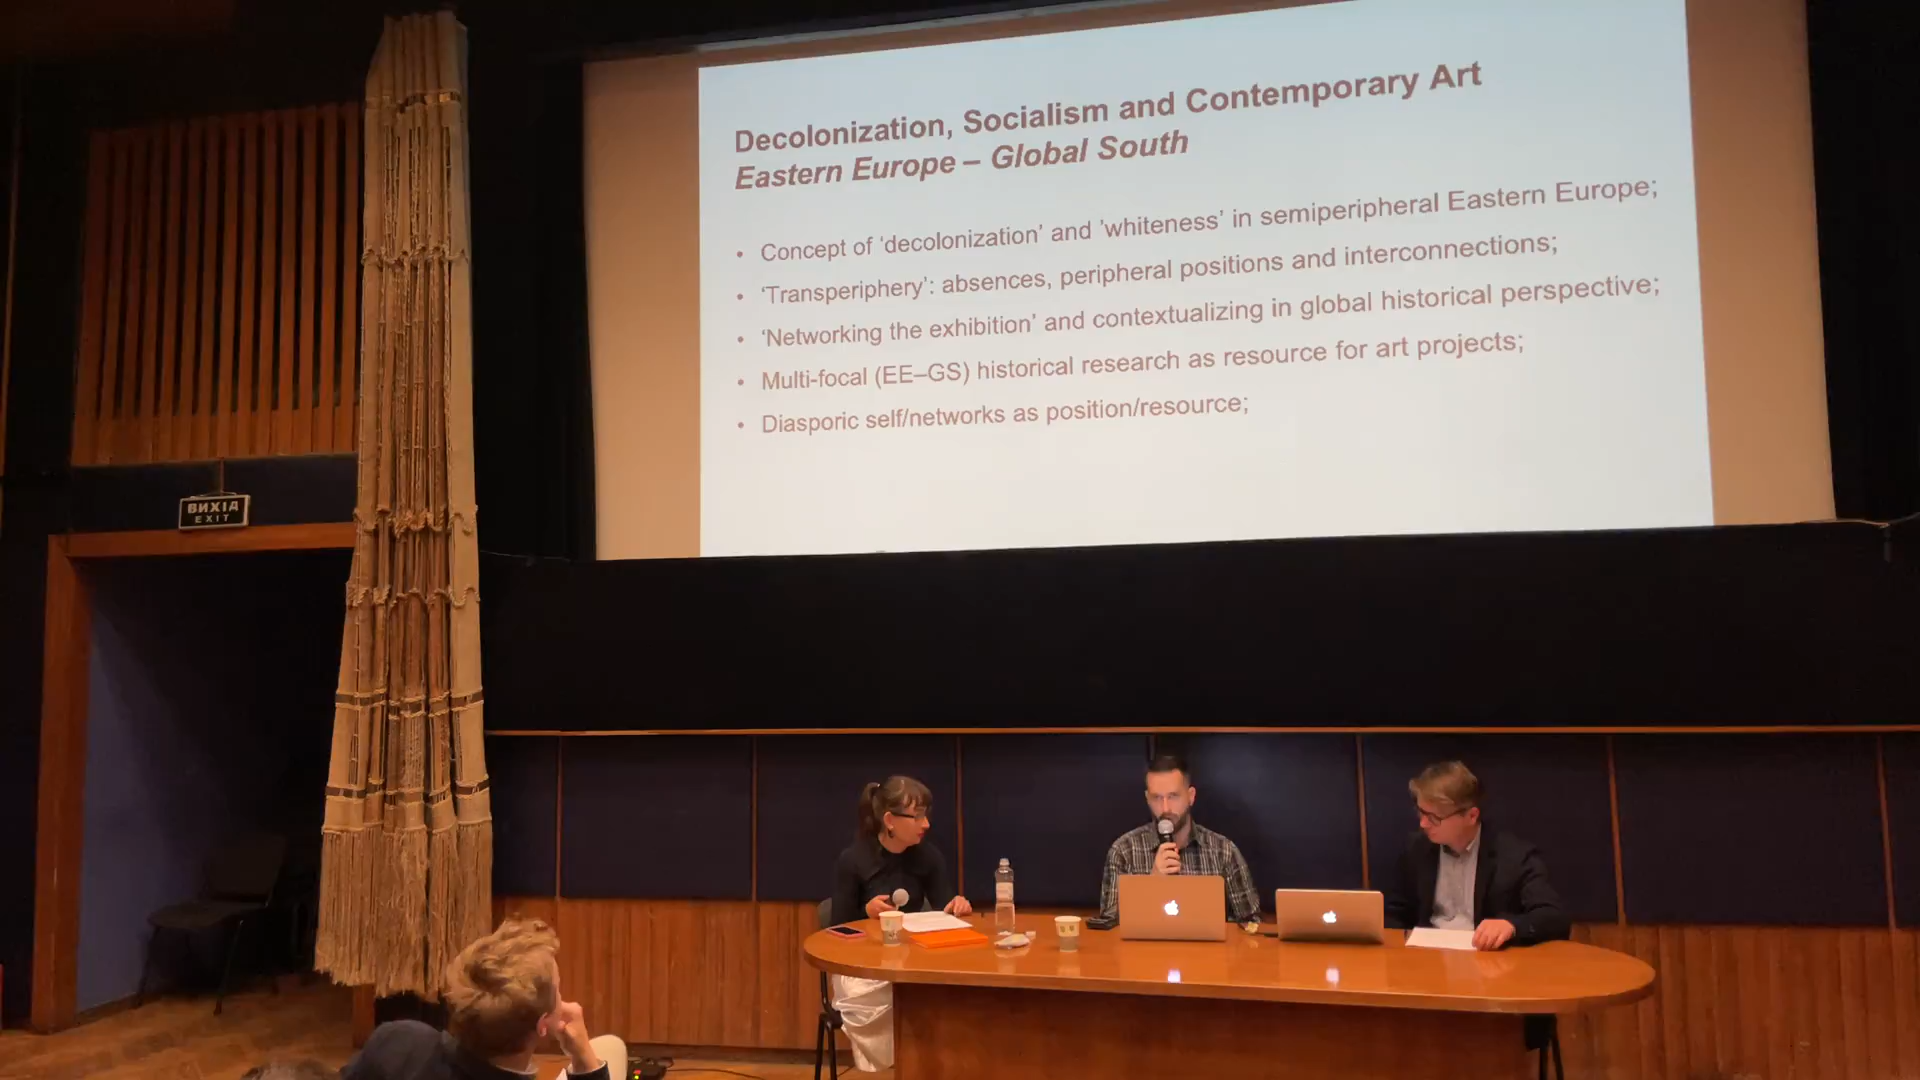 Decolonization, Socialism and Contemporary Art
Eastern Europe – Global South
• Concept of ‘decolonization’ and ’whiteness’ in semiperipheral Eastern Europe;
• ‘Transperiphery’: absences, peripheral positions and interconnections;
• ‘Networking the exhibition’ and contextualizing in global historical perspective;
• Multi-focal (EE–GS) historical research as resource for art projects;
• Diasporic self/networks as position/resource;
ВИХІД
EXIT